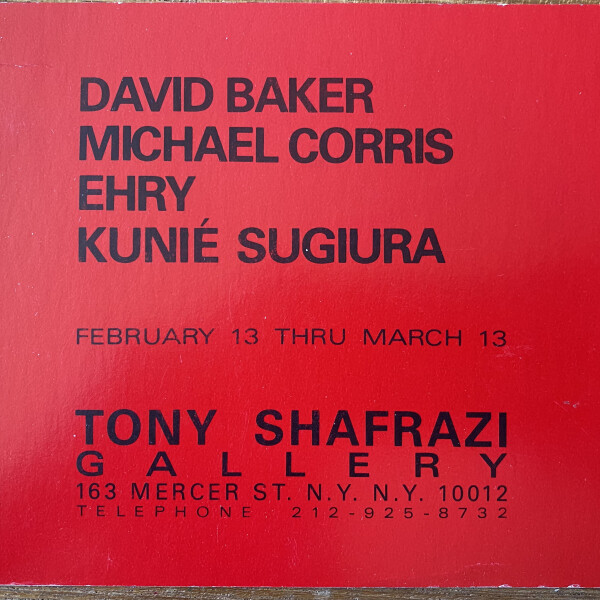 DAVID BAKER
MICHAEL CORRIS
EHRY
KUNIÉ SUGIURA
FEBRUARY 13 THRU MARCH 13
TONY SHAFRAZI
GALLERY
163 MERCER ST. N.Y. N.Y. 10012
TELEPHONE 212-925-8732